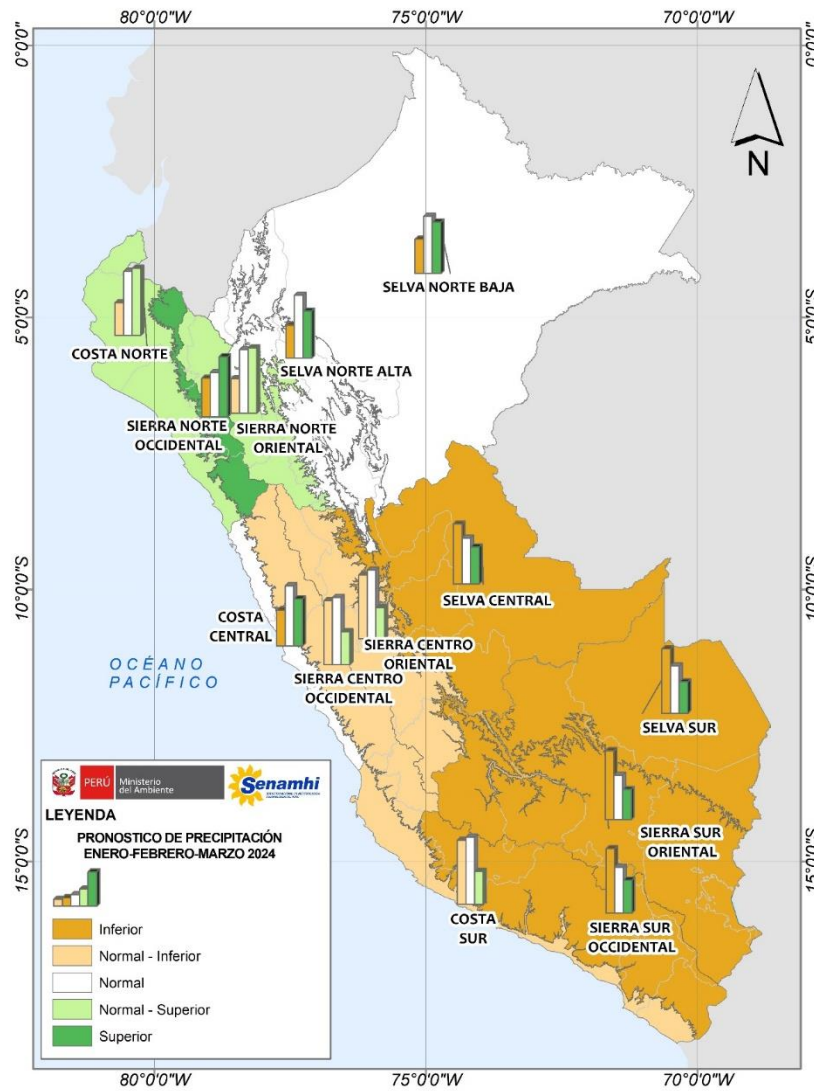 80°0'0"W
75°0'0"W
70°0'0"W
0°0'0"
0°0'0"
N
SELVA NORTE BAJA
5°0'0"S
5°0'0"S
COSTA NORTE
SELVA NORTE ALTA
SIERRA NORTE
OCCIDENTAL
SIERRA NORTE
ORIENTAL
10°0'0"S
10°0'0"S
SELVA CENTRAL
COSTA
CENTRAL
SIERRA CENTRO
ORIENTAL
SIERRA CENTRO
OCCIDENTAL
OCÉANO
PACÍFICO
SELVA SUR
SIERRA SUR
ORIENTAL
15°0'0"S
15°0'0"S
COSTA
SUR
SIERRA SUR
OCCIDENTAL
PERÚ
Ministerio
del Ambiente
Senamhi
LEYENDA
PRONOSTICO DE PRECIPITACIÓN
ENERO-FEBRERO-MARZO 2024
Inferior
Normal - Inferior
Normal
Normal - Superior
Superior
80°0'0"W
75°0'0"W
70°0'0"W